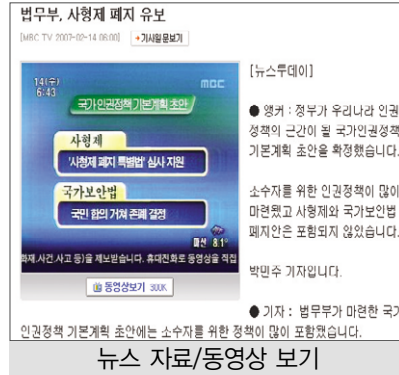 법무부, 사형제 폐지 유보
[MBC TV 2007-02-14 06:00] +기사원문보기
14(수)
6:43
mbc
국가인권정책기본계획 초안
사형제
'사형제 폐지 특별법' 심사 지원
국가보안법
국민 합의 거쳐 존폐 결정
마산 8.1°
화재,사건,사고 등)을 제보받습니다. 휴대전화로 동영상을 직접
동영상보기 300K
[뉴스투데이]
● 앵커 : 정부가 우리나라 인권
정책의 근간이 될 국가인권정책
기본계획 초안을 확정했습니다.
소수자를 위한 인권정책이 많이
마련됐고 사형제와 국가보안법
폐지안은 포함되지 않았습니다.
박민주 기자입니다.
● 기자 : 법무부가 마련한 국가
인권정책 기본계획 초안에는 소수자를 위한 정책이 많이 포함됐습니다.
뉴스 자료/동영상 보기